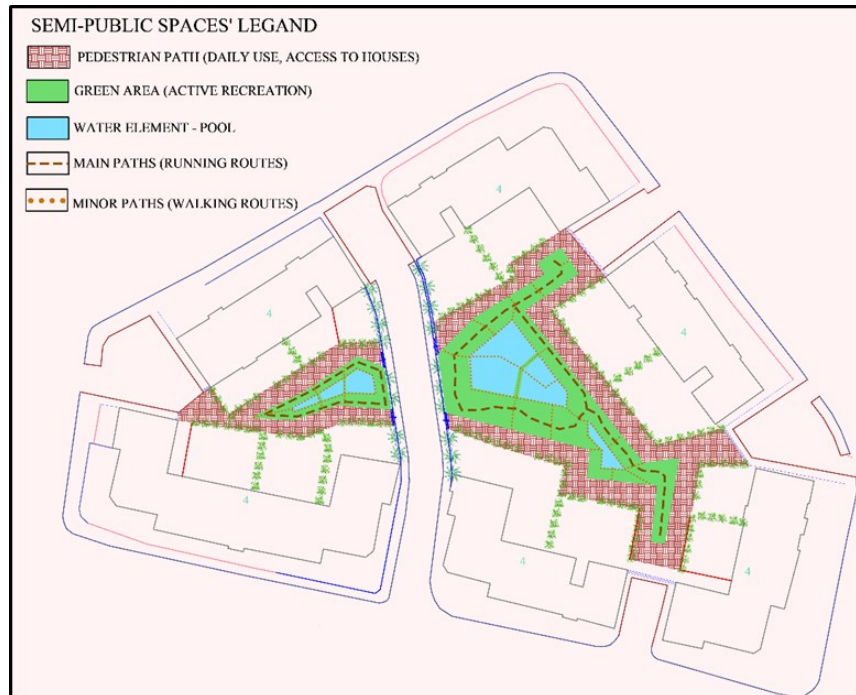 SEMI-PUBLIC SPACES' LEGAND
PEDESTRIAN PATH (DAILY USE, ACCESS TO HOUSES)
GREEN AREA (ACTIVE RECREATION)
WATER ELEMENT - POOL
MAIN PATHS (RUNNING ROUTES)
MINOR PATHS (WALKING ROUTES)
4
4
4
4
4
4